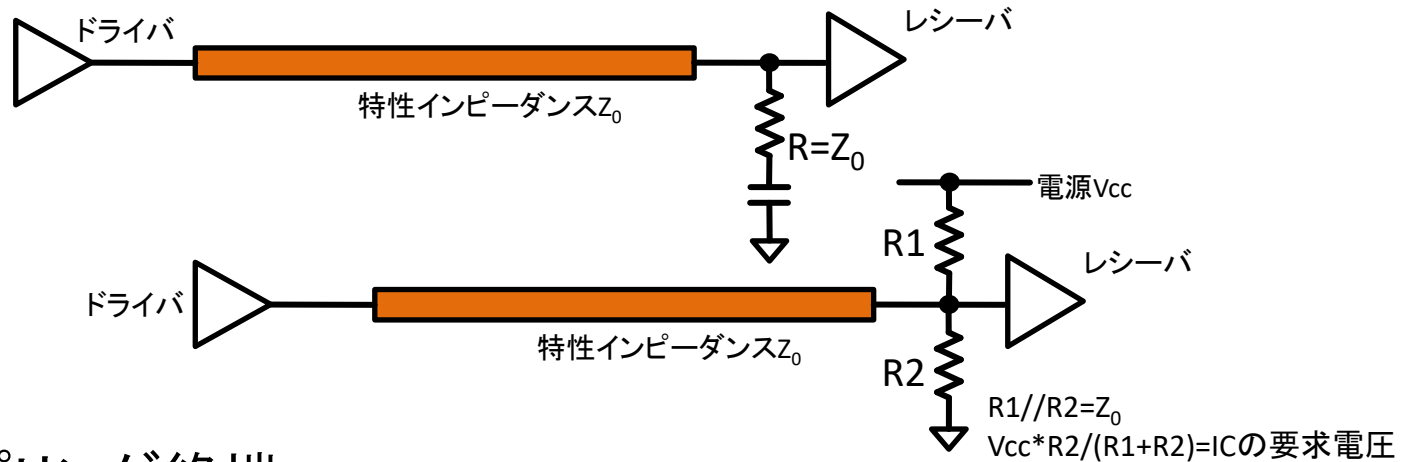 ドライバ
レシーバ
特性インピーダンスZ₀
R=Z₀
電源Vcc
R1
レシーバ
ドライバ
特性インピーダンスZ₀
R2
R1//R2=Z₀
Vcc*R2/(R1+R2)=ICの要求電圧